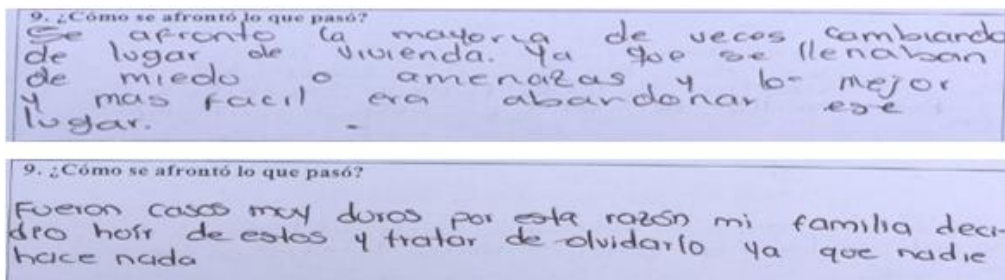 9. ¿Cómo se afrontó lo que pasó?
Se afronto la mayoria de veces cambiando
de lugar de vivienda. Ya que se llenaban
de miedo o amenazas y lo mejor
y mas facil era abandonar ese
lugar.
9. ¿Cómo se afrontó lo que pasó?
Fueron casos muy duros por esta razón mi familia deci-
dio hoir de estos y tratar de olvidarlo ya que nadie
hace nada